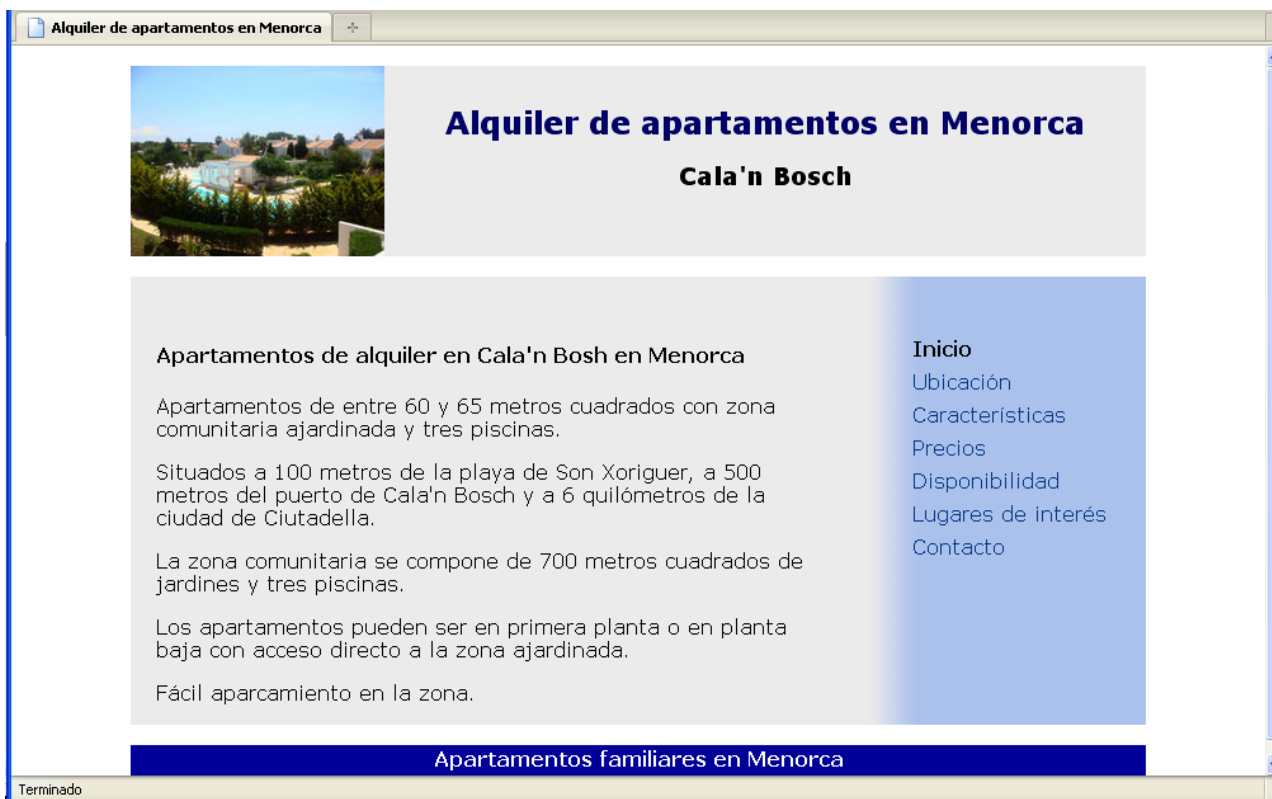 Alquiler de apartamentos en Menorca
Alquiler de apartamentos en Menorca
Cala'n Bosch
Apartamentos de alquiler en Cala'n Bosh en Menorca
Apartamentos de entre 60 y 65 metros cuadrados con zona
comunitaria ajardinada y tres piscinas.
Situados a 100 metros de la playa de Son Xoriguer, a 500
metros del puerto de Cala'n Bosch y a 6 quilómetros de la
ciudad de Ciutadella.
La zona comunitaria se compone de 700 metros cuadrados de
jardines y tres piscinas.
Los apartamentos pueden ser en primera planta o en planta
baja con acceso directo a la zona ajardinada.
Fácil aparcamiento en la zona.
Inicio
Ubicación
Características
Precios
Disponibilidad
Lugares de interés
Contacto
Apartamentos familiares en Menorca
Terminado